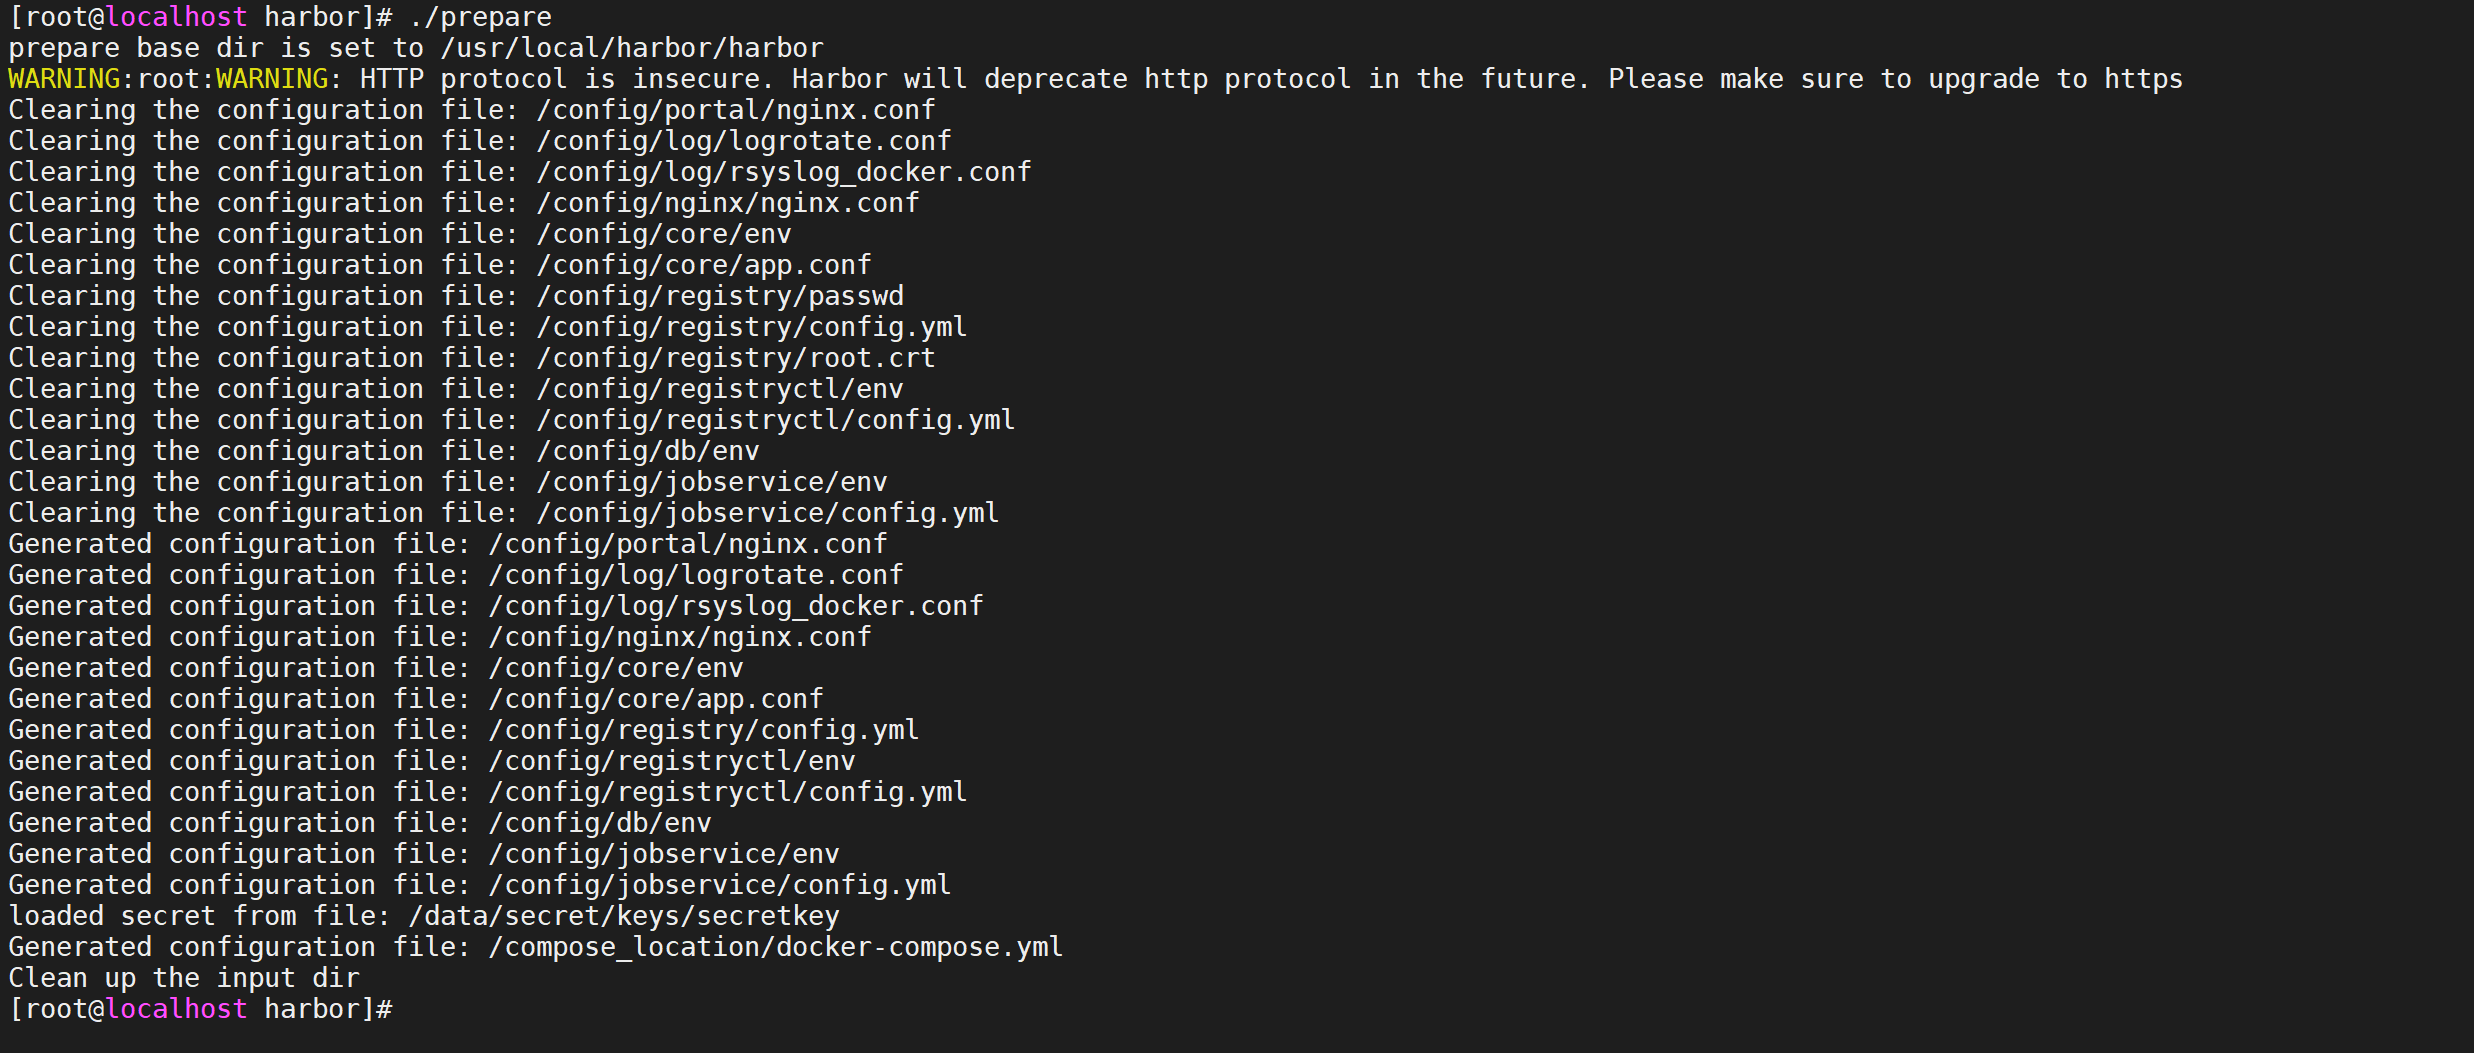 [root@localhost harbor]# ./prepare
prepare base dir is set to /usr/local/harbor/harbor
WARNING:root:WARNING: HTTP protocol is insecure. Harbor will deprecate http protocol in the future. Please make sure to upgrade to https
Clearing the configuration file: /config/portal/nginx.conf
Clearing the configuration file: /config/log/logrotate.conf
Clearing the configuration file: /config/log/rsyslog_docker.conf
Clearing the configuration file: /config/nginx/nginx.conf
Clearing the configuration file: /config/core/env
Clearing the configuration file: /config/core/app.conf
Clearing the configuration file: /config/registry/passwd
Clearing the configuration file: /config/registry/config.yml
Clearing the configuration file: /config/registry/root.crt
Clearing the configuration file: /config/registryctl/env
Clearing the configuration file: /config/registryctl/config.yml
Clearing the configuration file: /config/db/env
Clearing the configuration file: /config/jobservice/env
Clearing the configuration file: /config/jobservice/config.yml
Generated configuration file: /config/portal/nginx.conf
Generated configuration file: /config/log/logrotate.conf
Generated configuration file: /config/log/rsyslog_docker.conf
Generated configuration file: /config/nginx/nginx.conf
Generated configuration file: /config/core/env
Generated configuration file: /config/core/app.conf
Generated configuration file: /config/registry/config.yml
Generated configuration file: /config/registryctl/env
Generated configuration file: /config/registryctl/config.yml
Generated configuration file: /config/db/env
Generated configuration file: /config/jobservice/env
Generated configuration file: /config/jobservice/config.yml
loaded secret from file: /data/secret/keys/secretkey
Generated configuration file: /compose_location/docker-compose.yml
Clean up the input dir
[root@localhost harbor]#